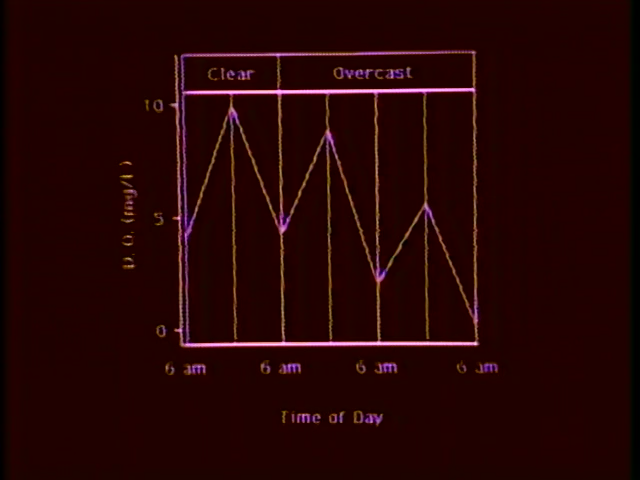 Clear Overcast
10
D. O. (mg/l)
5
0
6 am 6 am 6 am 6 am
Time of Day